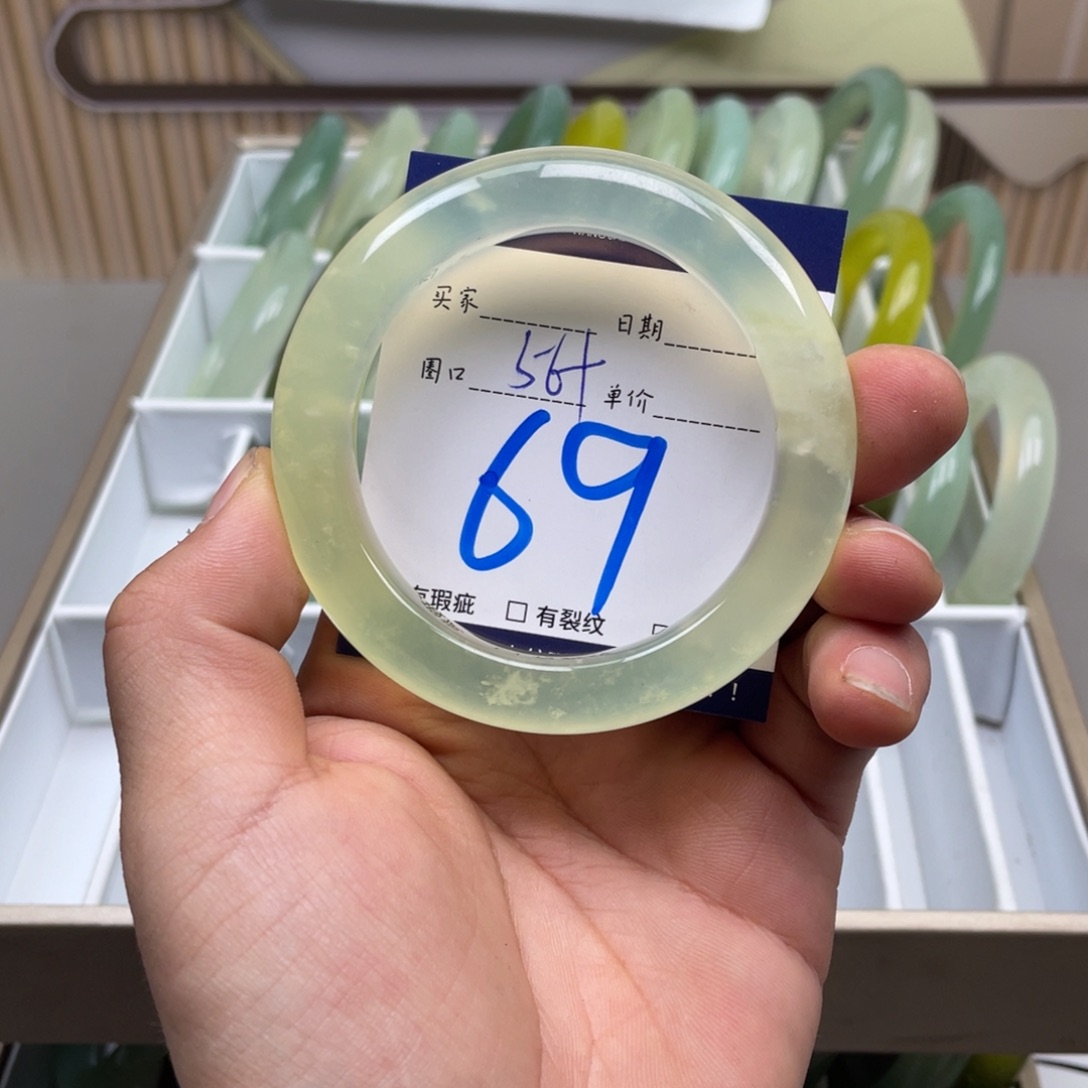 买家 日期
圈口 56+ 单价
69
瑕疵 □ 有裂纹
!